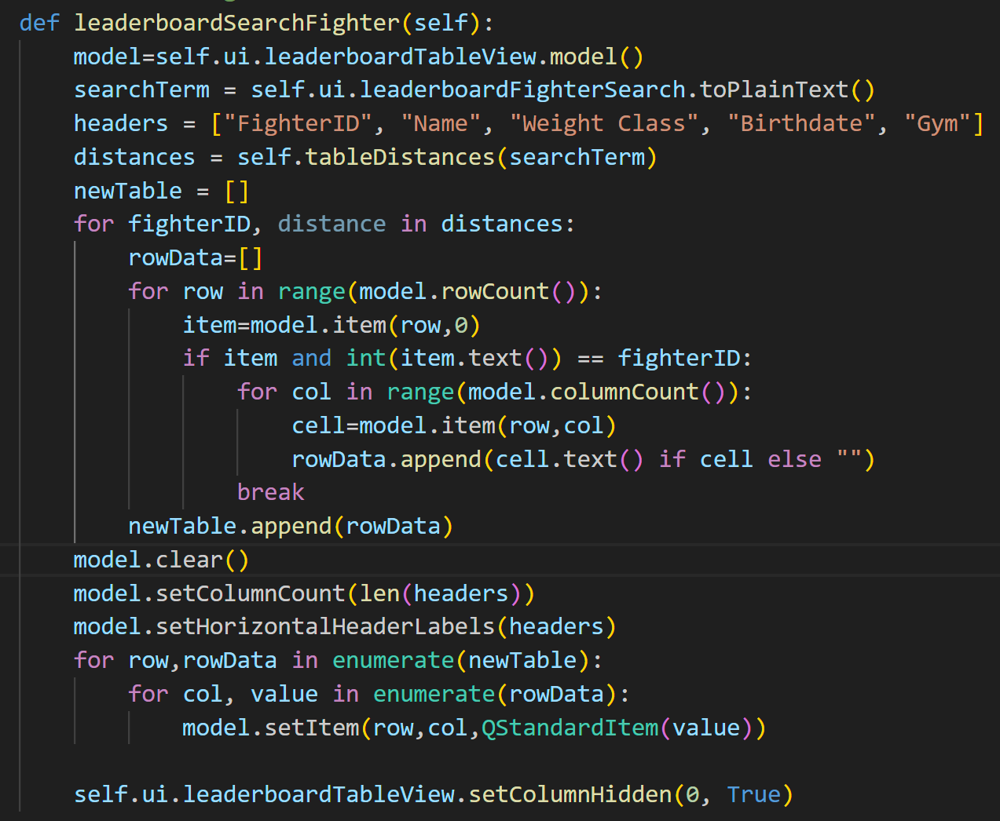 def leaderboardSearchFighter(self):
    model=self.ui.leaderboardTableView.model()
    searchTerm = self.ui.leaderboardFighterSearch.toPlainText()
    headers = ["FighterID", "Name", "Weight Class", "Birthdate", "Gym"]
    distances = self.tableDistances(searchTerm)
    newTable = []
    for fighterID, distance in distances:
        rowData=[]
        for row in range(model.rowCount()):
            item=model.item(row,0)
            if item and int(item.text()) == fighterID:
                for col in range(model.columnCount()):
                    cell=model.item(row,col)
                    rowData.append(cell.text() if cell else "")
                break
        newTable.append(rowData)
    model.clear()
    model.setColumnCount(len(headers))
    model.setHorizontalHeaderLabels(headers)
    for row,rowData in enumerate(newTable):
        for col, value in enumerate(rowData):
            model.setItem(row,col,QStandardItem(value))

    self.ui.leaderboardTableView.setColumnHidden(0, True)